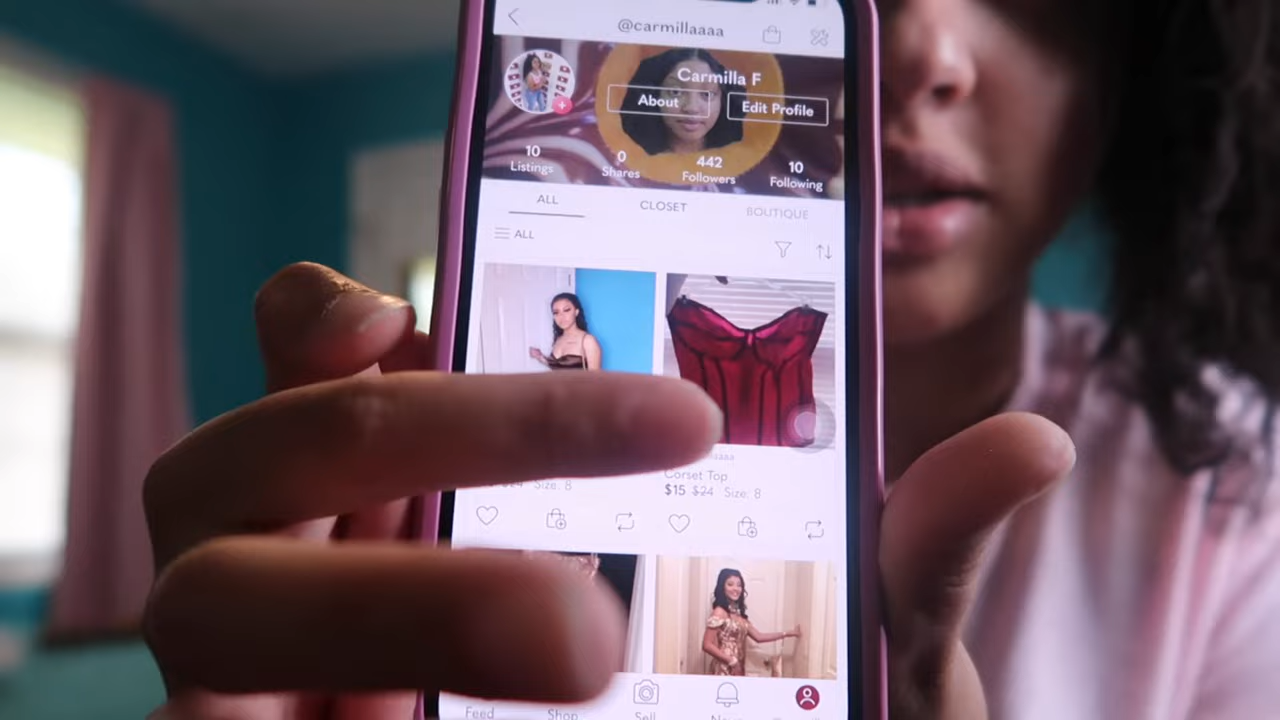 @carmillaaaa
Carmilla F
About
Edit Profile
10
Listings
0
Shares
442
Followers
10
Following
ALL
CLOSET
BOUTIQUE
ALL
Corset Top
$24 Size: 8
$15 $24 Size: 8
Feed
Shop
Sell